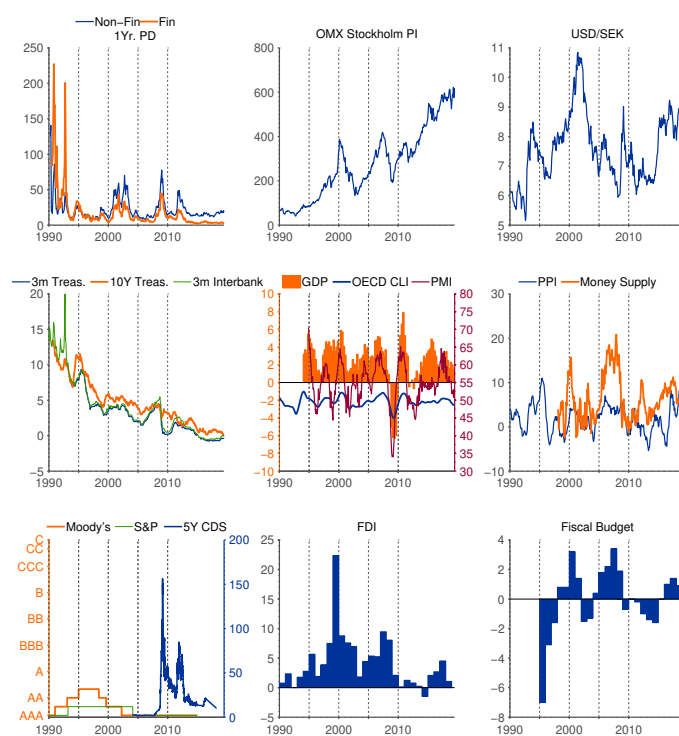 Non-Fin Fin
1Yr. PD
250
200
150
100
50
0
1990 2000 2010
OMX Stockholm PI
800
600
400
200
0
1990 2000 2010
USD/SEK
11
10
9
8
7
6
5
1990 2000 2010
3m Treas. 10Y Treas. 3m Interbank
20
15
10
5
0
−5
1990 2000 2010
GDP OECD CLI PMI
10 80
8 75
6 70
4 65
2 60
0 55
−2 50
−4 45
−6 40
−8 35
−10 30
1990 2000 2010
PPI Money Supply
30
20
10
0
−10
1990 2000 2010
Moody's S&P 5Y CDS
C 200
CC
CCC
150
B
BB 100
BBB
A 50
AA
AAA 0
1990 2000 2010
FDI
25
20
15
10
5
0
−5
1990 2000 2010
Fiscal Budget
4
2
0
−2
−4
−6
−8
1990 2000 2010